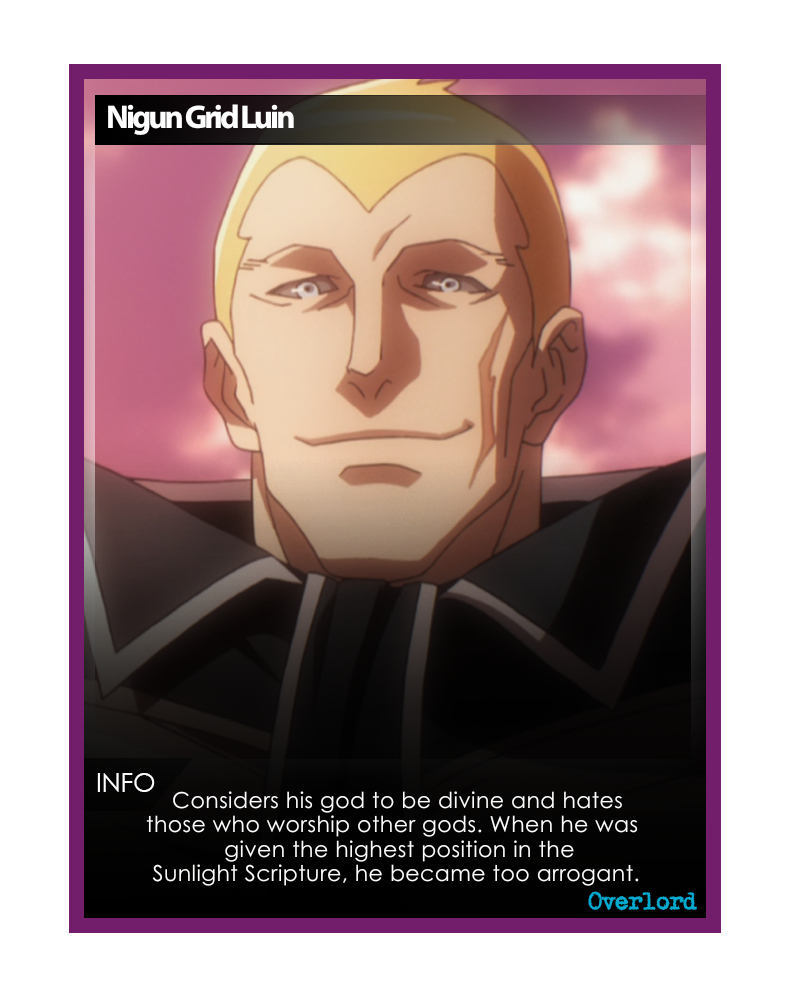 Nigun Grid Luin
INFO
Considers his god to be divine and hates
those who worship other gods. When he was
given the highest position in the
Sunlight Scripture, he became too arrogant.
Overlord